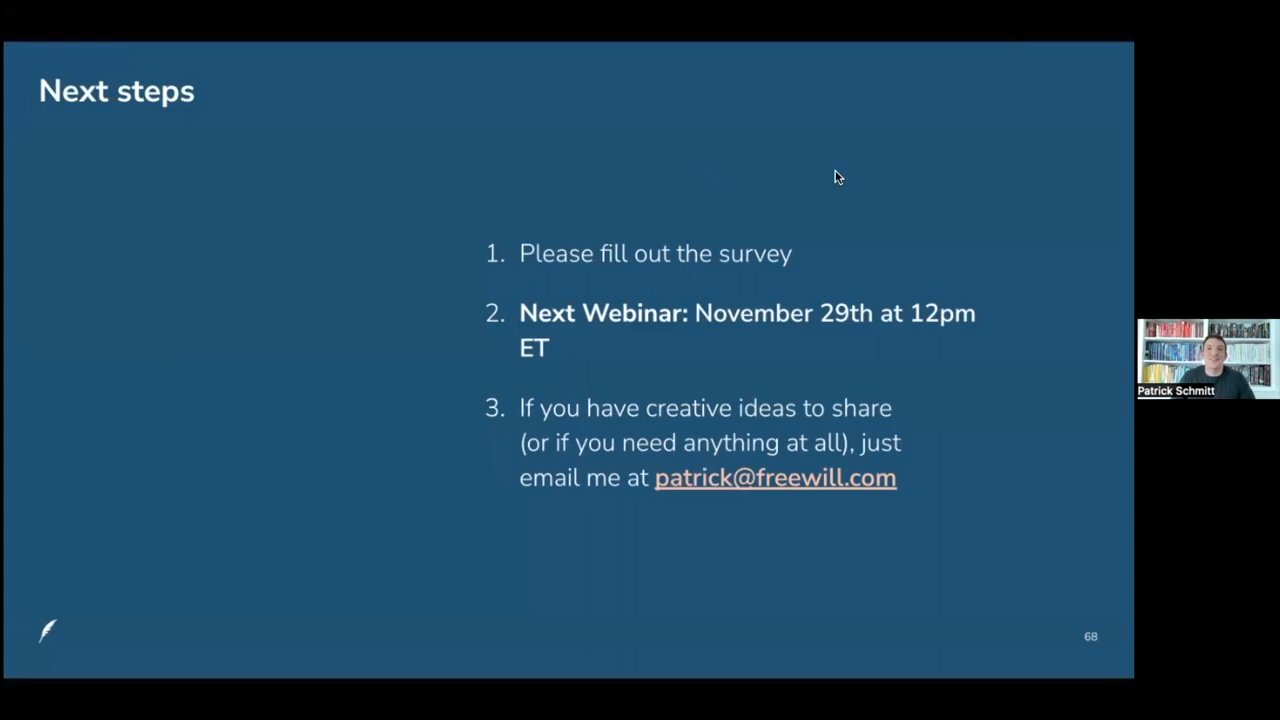 Next steps
1. Please fill out the survey
2. Next Webinar: November 29th at 12pm
ET
3. If you have creative ideas to share
(or if you need anything at all), just
email me at patrick@freewill.com
Patrick Schmitt
68